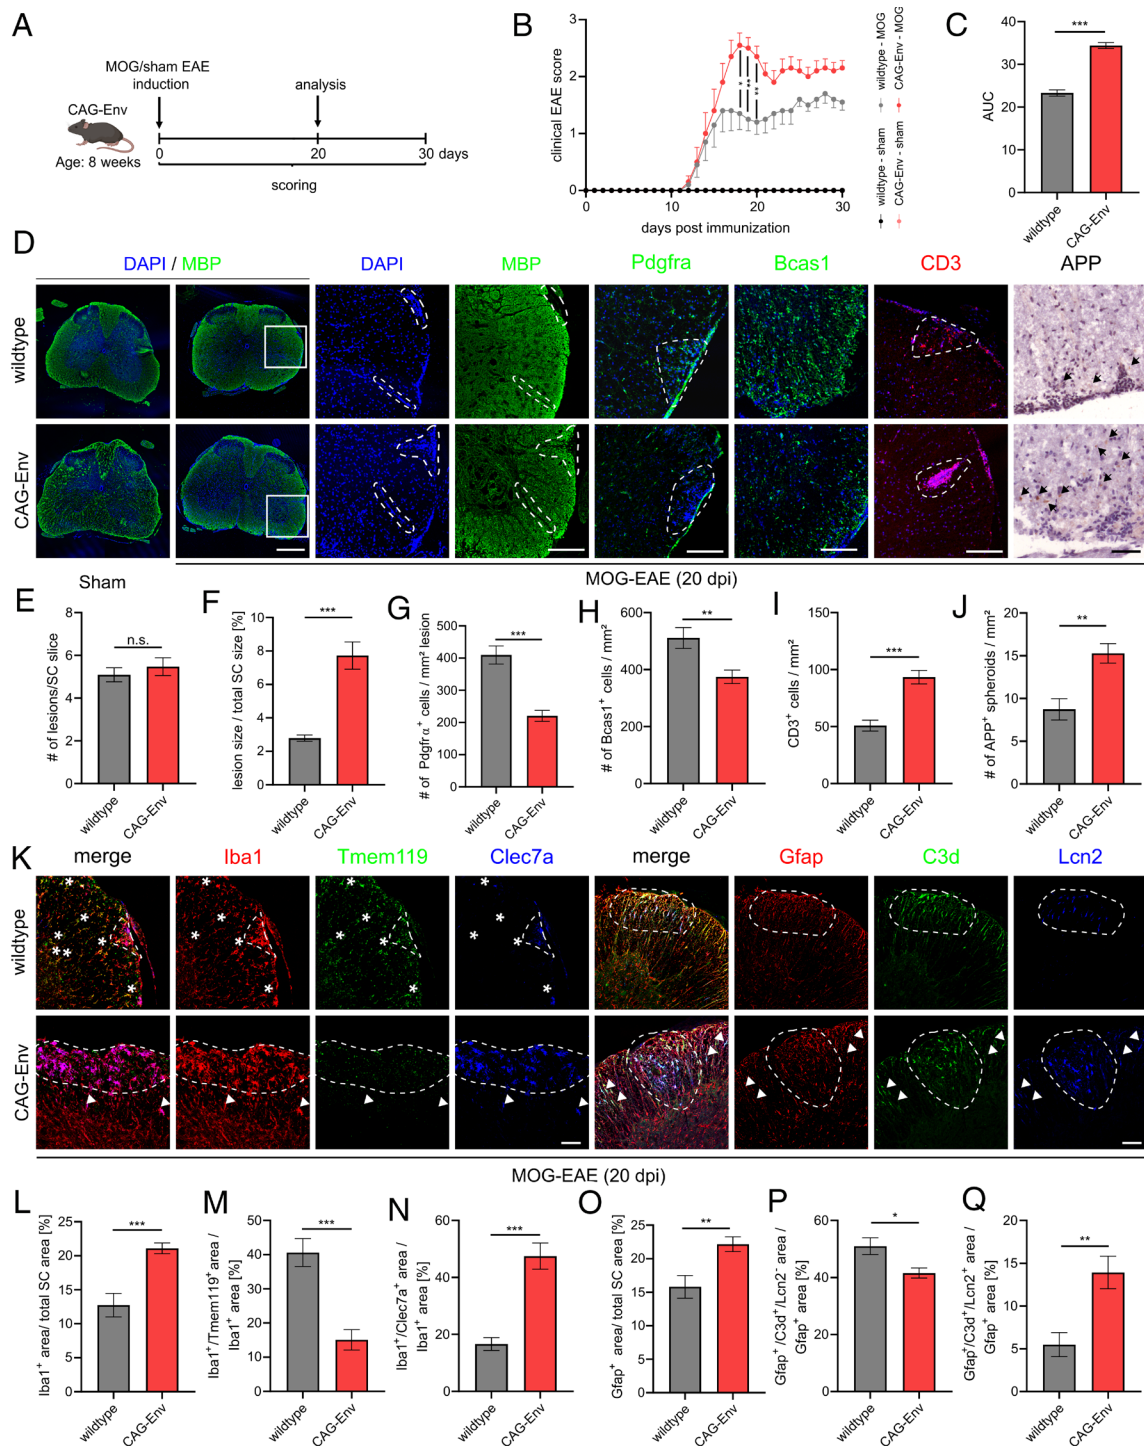 A
MOG/sham EAE
induction
analysis
CAG-Env
Age: 8 weeks
0
20
30 days
scoring
B
clinical EAE score
3
2
1
0
0
10
20
30
days post immunization
*
**
**
wildtype - sham
CAG-Env - sham
wildtype - MOG
CAG-Env - MOG
C
AUC
40
30
20
10
0
***
wildtype
CAG-Env
D
DAPI / MBP
DAPI
MBP
Pdgfra
Bcas1
CD3
APP
wildtype
CAG-Env
Sham
MOG-EAE (20 dpi)
E
# of lesions/SC slice
8
6
4
2
0
n.s.
wildtype
CAG-Env
F
lesion size / total SC size [%]
10
8
6
4
2
0
***
wildtype
CAG-Env
G
# of Pdgfrα⁺ cells / mm² lesion
500
400
300
200
100
0
***
wildtype
CAG-Env
H
# of Bcas1⁺ cells / mm²
600
400
200
0
**
wildtype
CAG-Env
I
CD3⁺ cells / mm²
150
100
50
0
***
wildtype
CAG-Env
J
# of APP⁺ spheroids / mm²
20
15
10
5
0
**
wildtype
CAG-Env
K
merge
Iba1
Tmem119
Clec7a
merge
Gfap
C3d
Lcn2
wildtype
* * * * * * *
* * * * *
* * * * *
* * * * *
CAG-Env
MOG-EAE (20 dpi)
L
Iba1⁺ area/ total SC area [%]
25
20
15
10
5
0
***
wildtype
CAG-Env
M
Iba1⁺/Tmem119⁺ area /
Iba1⁺ area [%]
50
40
30
20
10
0
***
wildtype
CAG-Env
N
Iba1⁺/Clec7a⁺ area /
Iba1⁺ area [%]
60
40
20
0
***
wildtype
CAG-Env
O
Gfap⁺ area/ total SC area [%]
25
20
15
10
5
0
**
wildtype
CAG-Env
P
Gfap⁺/C3d⁺/Lcn2⁻ area /
Gfap⁺ area [%]
60
40
20
0
*
wildtype
CAG-Env
Q
Gfap⁺/C3d⁺/Lcn2⁺ area /
Gfap⁺ area [%]
20
15
10
5
0
**
wildtype
CAG-Env